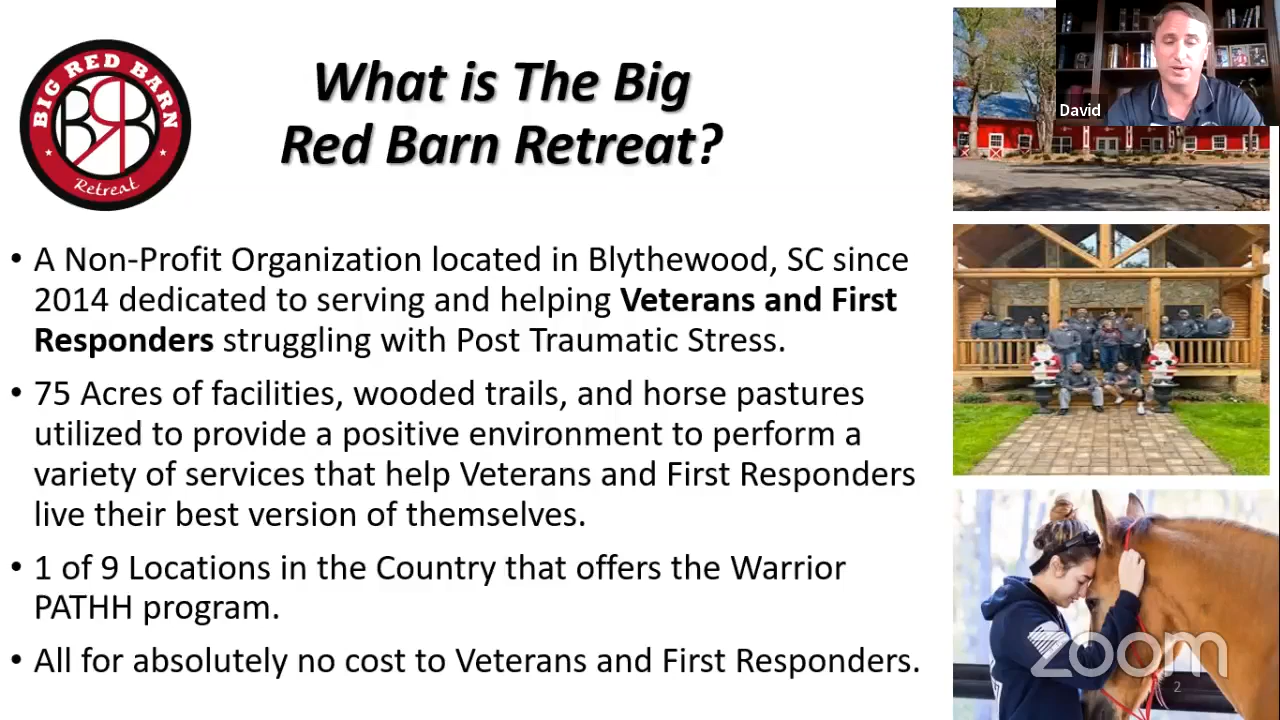 BIG RED BARN
BRB
Retreat
What is The Big
Red Barn Retreat?
David
• A Non-Profit Organization located in Blythewood, SC since
2014 dedicated to serving and helping Veterans and First
Responders struggling with Post Traumatic Stress.
• 75 Acres of facilities, wooded trails, and horse pastures
utilized to provide a positive environment to perform a
variety of services that help Veterans and First Responders
live their best version of themselves.
• 1 of 9 Locations in the Country that offers the Warrior
PATHH program.
• All for absolutely no cost to Veterans and First Responders.
zoom
2